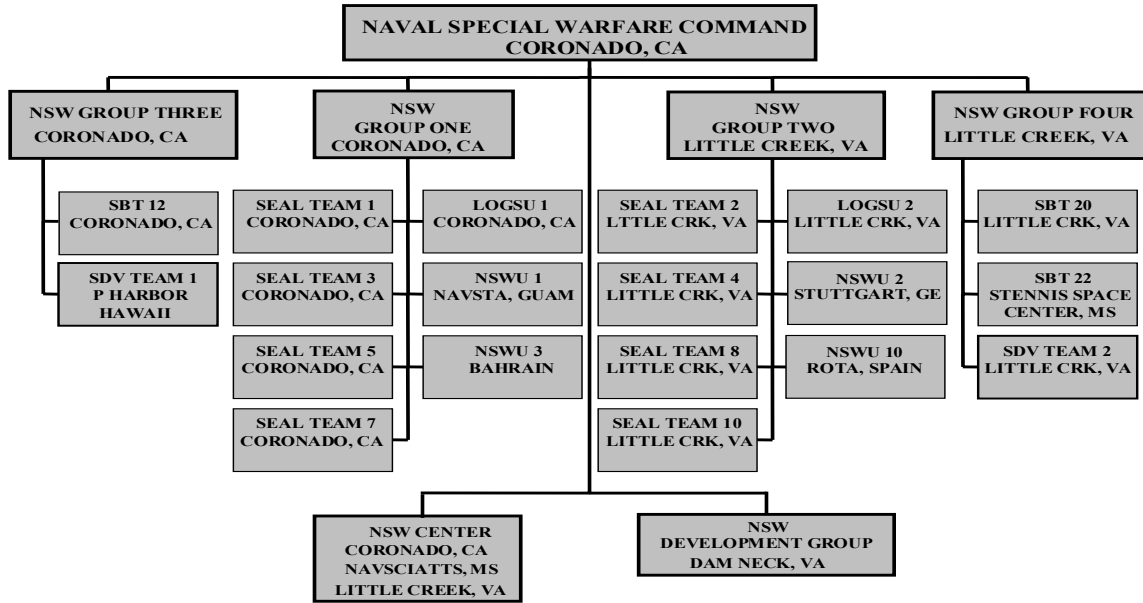 NAVAL SPECIAL WARFARE COMMAND
CORONADO, CA
NSW GROUP THREE
CORONADO, CA
NSW
GROUP ONE
CORONADO, CA
NSW
GROUP TWO
LITTLE CREEK, VA
NSW GROUP FOUR
LITTLE CREEK, VA
SBT 12
CORONADO, CA
SDV TEAM 1
P HARBOR
HAWAII
SEAL TEAM 1
CORONADO, CA
SEAL TEAM 3
CORONADO, CA
SEAL TEAM 5
CORONADO, CA
SEAL TEAM 7
CORONADO, CA
LOGSU 1
CORONADO, CA
NSWU 1
NAVSTA, GUAM
NSWU 3
BAHRAIN
SEAL TEAM 2
LTTLE CRK, VA
SEAL TEAM 4
LITTLE CRK, VA
SEAL TEAM 8
LITTLE CRK, VA
SEAL TEAM 10
LITTLE CRK, VA
LOGSU 2
LITTLE CRK, VA
NSWU 2
STUTTGART, GE
NSWU 10
ROTA, SPAIN
SBT 20
LITTLE CRK, VA
SBT 22
STENNIS SPACE
CENTER, MS
SDV TEAM 2
LITTLE CRK, VA
NSW CENTER
CORONADO, CA
NAVSCIATTS, MS
LITTLE CREEK, VA
NSW
DEVELOPMENT GROUP
DAM NECK, VA